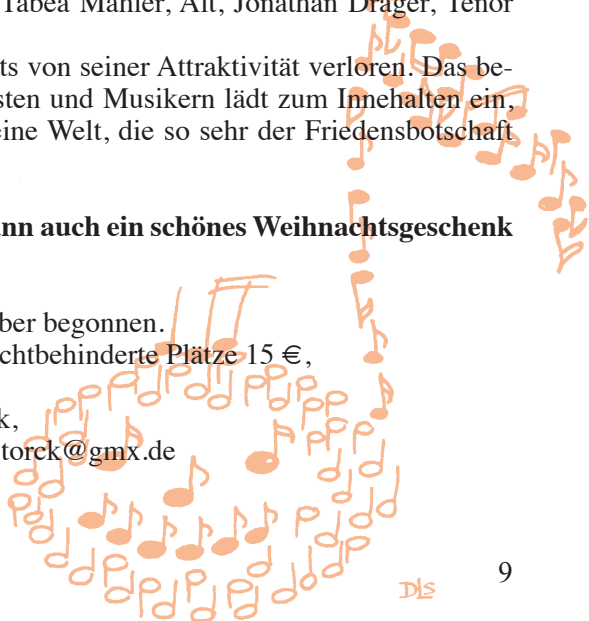 Tabea Mahler, Alt, Jonathan Dräger, Tenor
ts von seiner Attraktivität verloren. Das be-
sten und Musikern lädt zum Innehalten ein,
eine Welt, die so sehr der Friedensbotschaft
ann auch ein schönes Weihnachtsgeschenk
ber begonnen.
chtbehinderte Plätze 15 €,
k,
torck@gmx.de
DLS
9